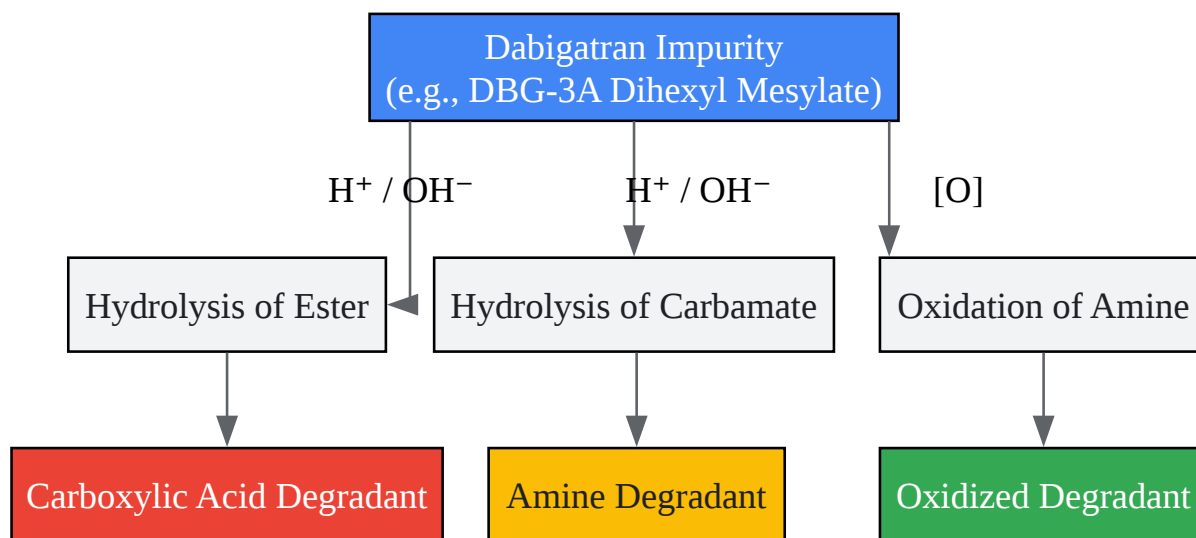 Dabigatran Impurity
(e.g., DBG-3A Dihexyl Mesylate)
H⁺ / OH⁻
H⁺ / OH⁻
[O]
Hydrolysis of Ester
Hydrolysis of Carbamate
Oxidation of Amine
Carboxylic Acid Degradant
Amine Degradant
Oxidized Degradant